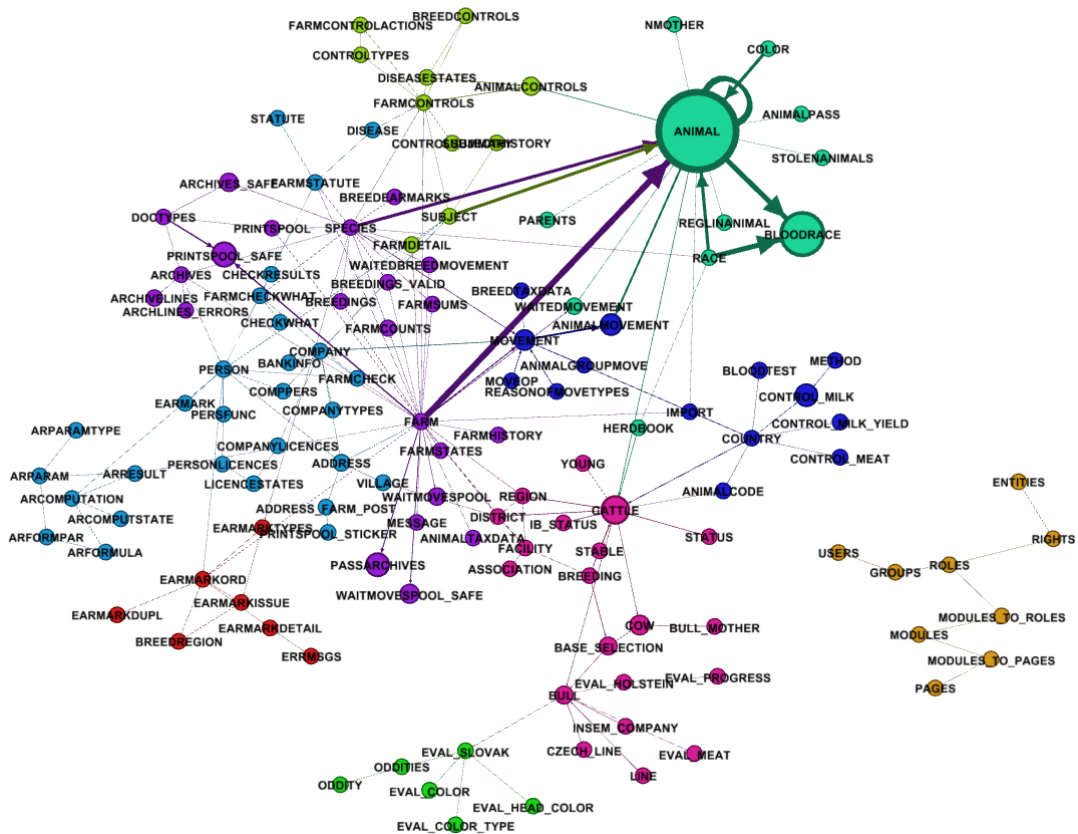 BREEDCONTROLS
FARMCONTROLACTIONS
NMOTHER
COLOR
CONTROLTYPES
DISEASESTATES
ANIMALCONTROLS
FARMCONTROLS
ANIMALPASS
STATUTE
DISEASE
ANIMAL
STOLENANIMALS
ARCHIVES_SAFE
FARMSTATUTE
BREEDEARMARKS
DOCTYPES
PRINTSPOOL
SPECIES
SUBJECT
PARENTS
REGLINANIMAL
BLOODRACE
FARMDETAIL
PRINTSPOOL_SAFE
WAITEDBREEDMOVEMENT
RACE
ARCHIVES
CHECKRESULTS
BREEDINGS_VALID
BREEDTAXDATA
ARCHIVELINES
FARMCHECKWHAT
BREEDINGS
FARMSUMS
WAITEDMOVEMENT
ARCHLINES_ERRORS
CHECKWHAT
FARMCOUNTS
ANIMALMOVEMENT
MOVEMENT
COMPANY
BANKINFO
ANIMALGROUPMOVE
METHOD
PERSON
FARMCHECK
MOVEOP
BLOODTEST
COMPPERS
REASONOFMOVETYPES
CONTROL_MILK
EARMARK
PERSFUNC
COMPANYTYPES
IMPORT
FARM
CONTROL_MILK_YIELD
ARPARAMTYPE
HERDBOOK
FARMHISTORY
COUNTRY
COMPANYLICENCES
FARMSTATES
CONTROL_MEAT
PERSONLICENCES
ADDRESS
YOUNG
ARPARAM
ARRESULT
LICENCESTATES
VILLAGE
ENTITIES
ARCOMPUTATION
WAITMOVESPOOL
REGION
ANIMALCODE
ADDRESS_FARM_POST
CATTLE
ARCOMPUTSTATE
DISTRICT
MESSAGE
IB_STATUS
EARMARKTYPES
PRINTSPOOL_STICKER
ANIMALTAXDATA
STATUS
RIGHTS
ARFORMPAR
ARFORMULA
FACILITY
STABLE
USERS
PASSARCHIVES
ASSOCIATION
BREEDING
GROUPS
ROLES
EARMARKORD
WAITMOVESPOOL_SAFE
EARMARKISSUE
EARMARKDUPL
MODULES_TO_ROLES
EARMARKDETAIL
COW
BULL_MOTHER
MODULES
BREEDREGION
BASE_SELECTION
ERRMSGS
MODULES_TO_PAGES
EVAL_HOLSTEIN
EVAL_PROGRESS
BULL
PAGES
INSEM_COMPANY
EVAL_SLOVAK
CZECH_LINE
EVAL_MEAT
ODDITIES
LINE
ODDITY
EVAL_COLOR
EVAL_HEAD_COLOR
EVAL_COLOR_TYPE